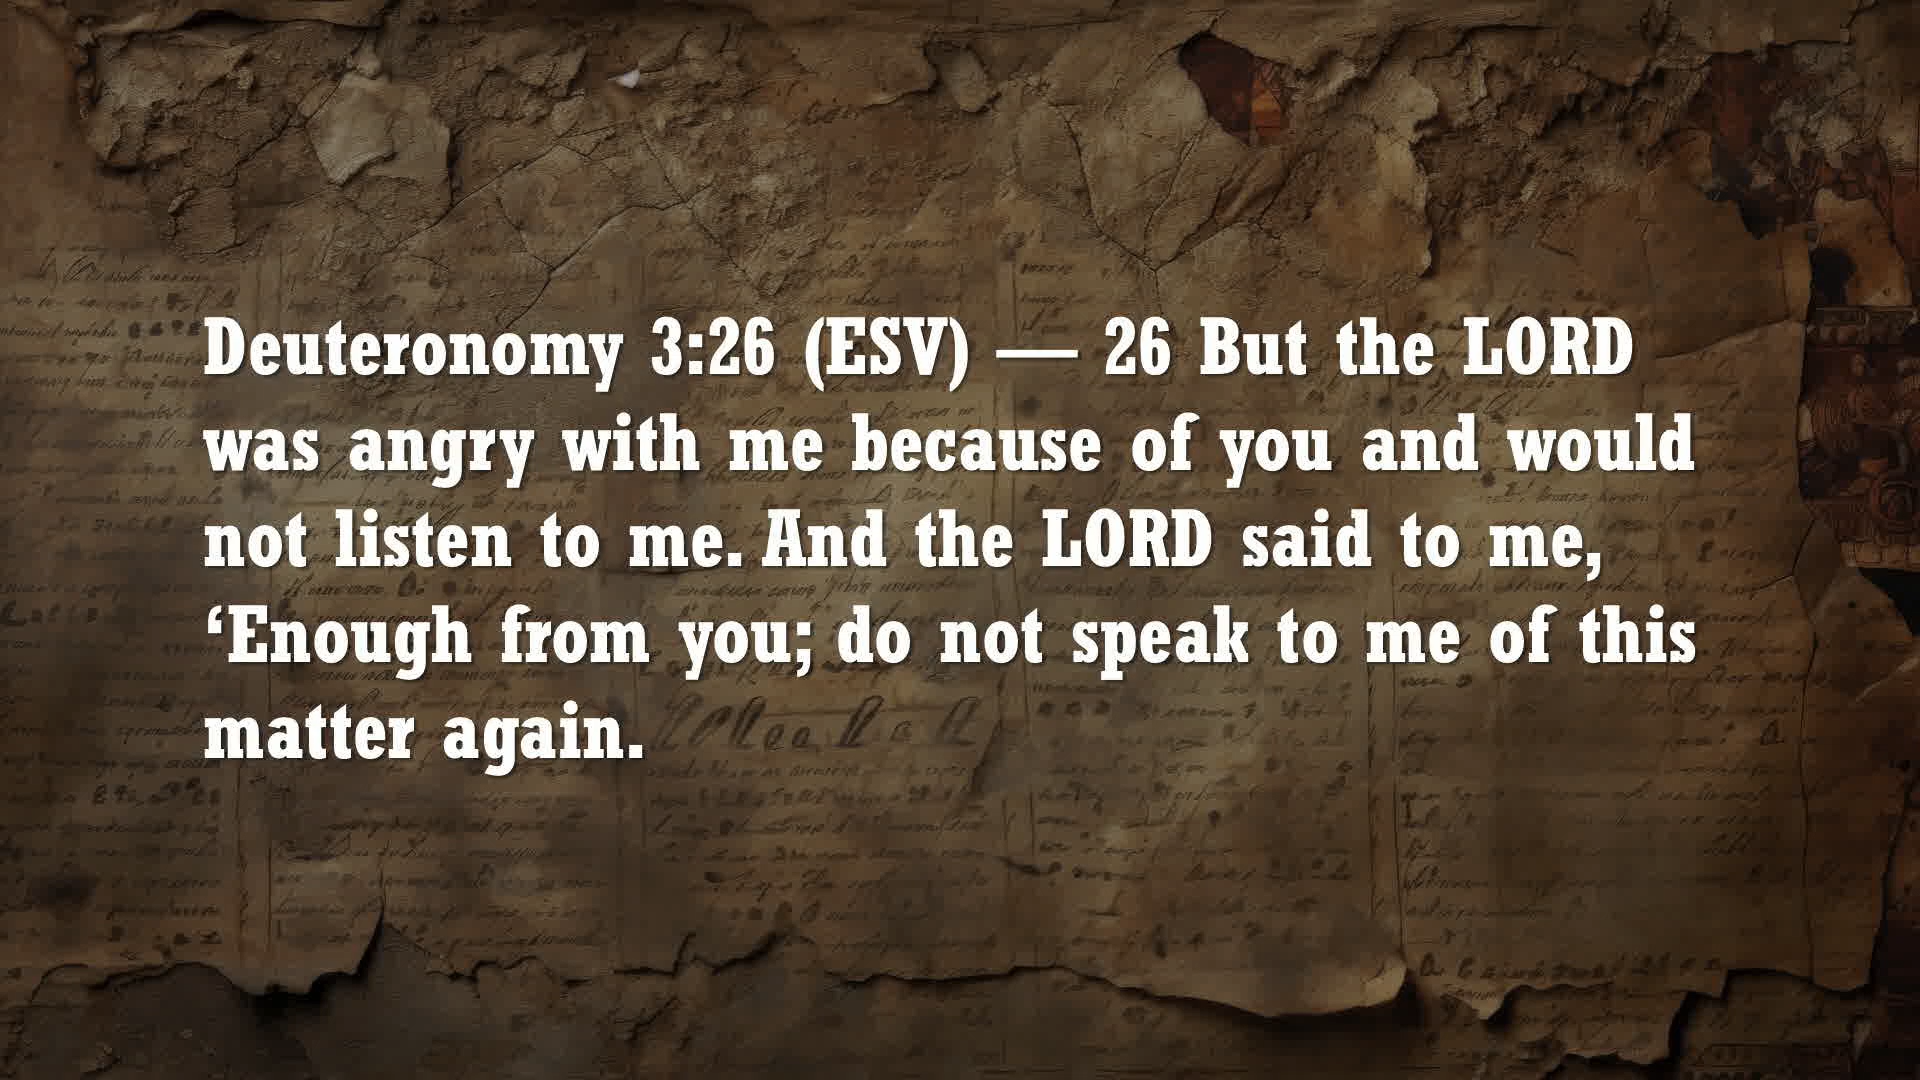 Deuteronomy 3:26 (ESV) — 26 But the LORD
was angry with me because of you and would
not listen to me. And the LORD said to me,
‘Enough from you; do not speak to me of this
matter again.